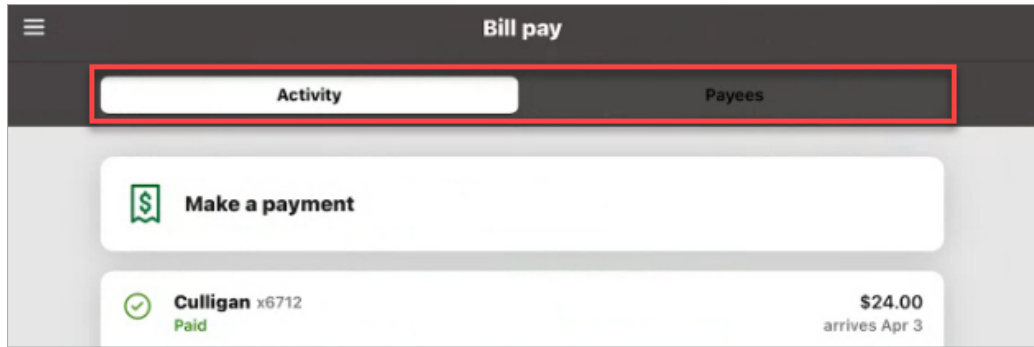 Bill pay
Activity Payees
Make a payment
Culligan x6712 $24.00
Paid arrives Apr 3